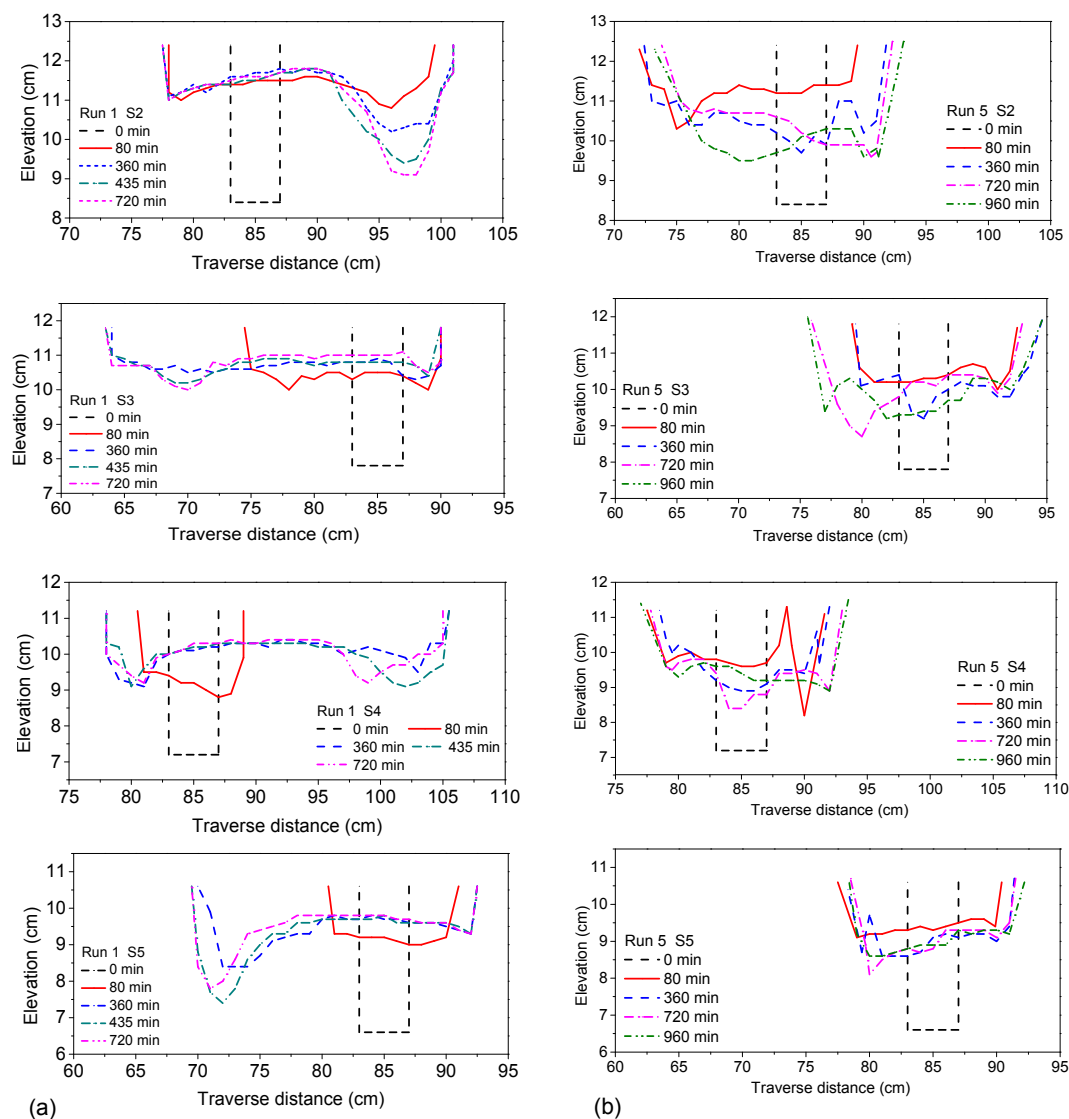 13
12
11
10
9
8
Elevation (cm)
Run 1 S2
0 min
80 min
360 min
435 min
720 min
70 75 80 85 90 95 100 105
Traverse distance (cm)
13
12
11
10
9
8
Elevation (cm)
Run 5 S2
0 min
80 min
360 min
720 min
960 min
70 75 80 85 90 95 100 105
Traverse distance (cm)
12
11
10
9
8
7
Elevation (cm)
Run 1 S3
0 min
80 min
360 min
435 min
720 min
60 65 70 75 80 85 90 95
Traverse distance (cm)
12
11
10
9
8
7
Elevation (cm)
Run 5 S3
0 min
80 min
360 min
720 min
960 min
60 65 70 75 80 85 90 95
Traverse distance (cm)
12
11
10
9
8
7
Elevation (cm)
Run 1 S4
0 min 80 min
360 min 435 min
720 min
75 80 85 90 95 100 105 110
Traverse distance (cm)
12
11
10
9
8
7
Elevation (cm)
Run 5 S4
0 min
80 min
360 min
720 min
960 min
75 80 85 90 95 100 105 110
Traverse distance (cm)
11
10
9
8
7
6
Elevation (cm)
Run 1 S5
0 min
80 min
360 min
435 min
720 min
60 65 70 75 80 85 90 95
Traverse distance (cm)
(a)
11
10
9
8
7
6
Elevation (cm)
Run 5 S5
0 min
80 min
360 min
720 min
960 min
60 65 70 75 80 85 90 95
Traverse distance (cm)
(b)